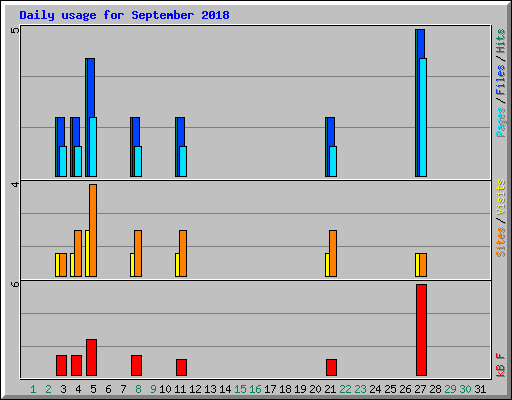 Daily usage for September 2018
5
4
6
Pages/Files/Hits
Sites/Visits
kB F
1 2 3 4 5 6 7 8 9 10 11 12 13 14 15 16 17 18 19 20 21 22 23 24 25 26 27 28 29 30 31